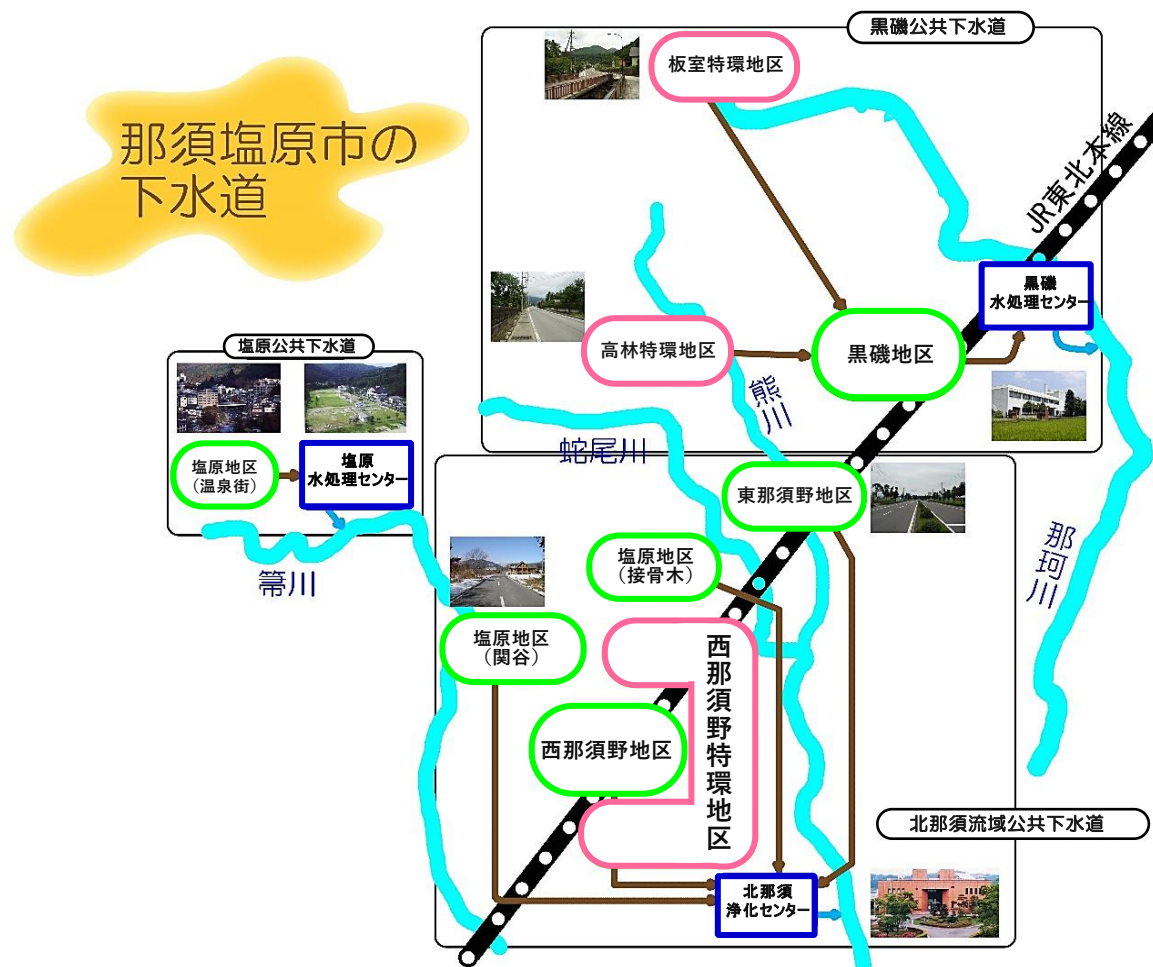 那須塩原市の
下水道
黒磯公共下水道
板室特環地区
JR東北本線
黒磯
水処理センター
高林特環地区
黒磯地区
熊川
塩原公共下水道
塩原地区
（温泉街）
塩原
水処理センター
蛇尾川
東那須野地区
那珂川
箒川
塩原地区
（接骨木）
塩原地区
（関谷）
西那須野特環地区
西那須野地区
北那須流域公共下水道
北那須
浄化センター